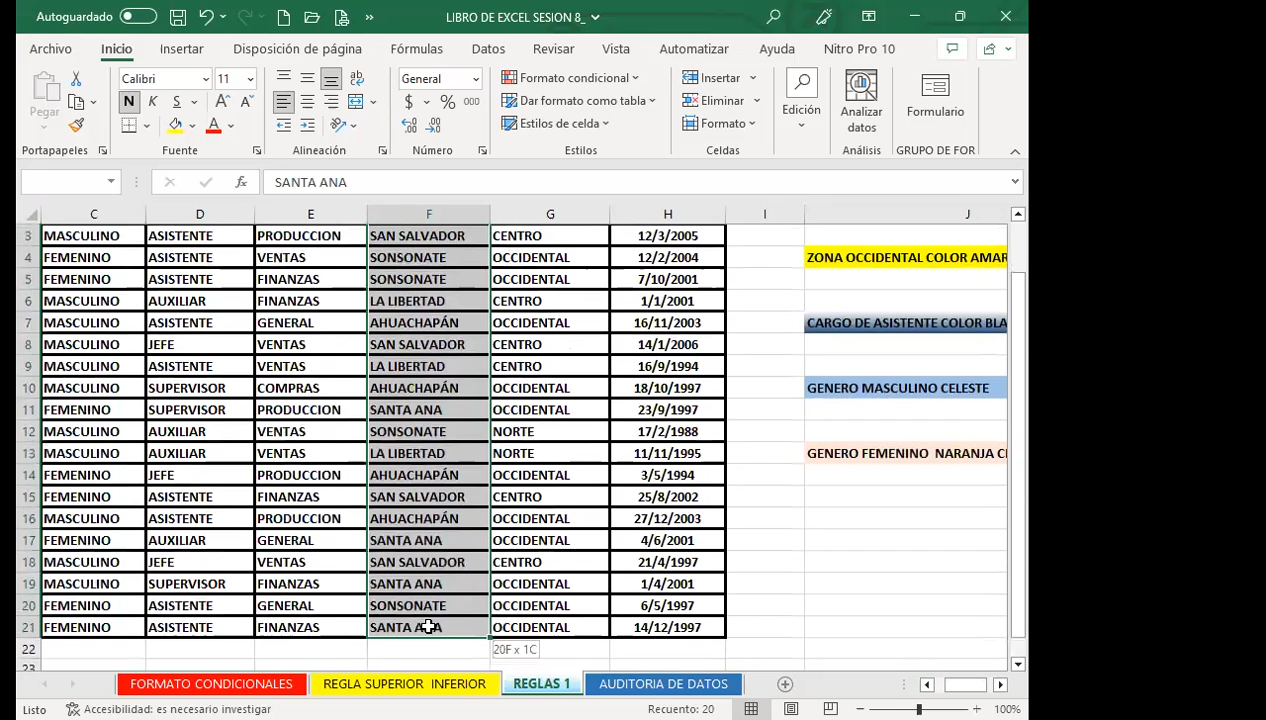 Autoguardado LIBRO DE EXCEL SESION 8_
Archivo Inicio Insertar Disposición de página Fórmulas Datos Revisar Vista Automatizar Ayuda Nitro Pro 10
Pegar Calibri 11 General Formato condicional Insertar
N K S A A $ % 000 Dar formato como tabla Eliminar Edición Analizar datos Formulario
A Estilos de celda Formato
Portapapeles Fuente Alineación Número Estilos Celdas Análisis GRUPO DE FOR
fx SANTA ANA
C D E F G H I J
3 MASCULINO ASISTENTE PRODUCCION SAN SALVADOR CENTRO 12/3/2005
4 FEMENINO ASISTENTE VENTAS SONSONATE OCCIDENTAL 12/2/2004 ZONA OCCIDENTAL COLOR AMAR
5 FEMENINO ASISTENTE FINANZAS SONSONATE OCCIDENTAL 7/10/2001
6 MASCULINO AUXILIAR FINANZAS LA LIBERTAD CENTRO 1/1/2001
7 MASCULINO ASISTENTE GENERAL AHUACHAPÁN OCCIDENTAL 16/11/2003 CARGO DE ASISTENTE COLOR BLA
8 MASCULINO JEFE VENTAS SAN SALVADOR CENTRO 14/1/2006
9 MASCULINO ASISTENTE VENTAS LA LIBERTAD CENTRO 16/9/1994
10 MASCULINO SUPERVISOR COMPRAS AHUACHAPÁN OCCIDENTAL 18/10/1997 GENERO MASCULINO CELESTE
11 FEMENINO SUPERVISOR PRODUCCION SANTA ANA OCCIDENTAL 23/9/1997
12 MASCULINO AUXILIAR VENTAS SONSONATE NORTE 17/2/1988
13 MASCULINO AUXILIAR VENTAS LA LIBERTAD NORTE 11/11/1995 GENERO FEMENINO NARANJA C
14 FEMENINO JEFE PRODUCCION AHUACHAPÁN OCCIDENTAL 3/5/1994
15 FEMENINO ASISTENTE FINANZAS SAN SALVADOR CENTRO 25/8/2002
16 MASCULINO ASISTENTE PRODUCCION AHUACHAPÁN OCCIDENTAL 27/12/2003
17 FEMENINO AUXILIAR GENERAL SANTA ANA OCCIDENTAL 4/6/2001
18 MASCULINO JEFE VENTAS SAN SALVADOR CENTRO 21/4/1997
19 MASCULINO SUPERVISOR FINANZAS SANTA ANA OCCIDENTAL 1/4/2001
20 FEMENINO ASISTENTE GENERAL SONSONATE OCCIDENTAL 6/5/1997
21 FEMENINO ASISTENTE FINANZAS SANTA ANA OCCIDENTAL 14/12/1997
22 20F x 1C
23
FORMATO CONDICIONALES REGLA SUPERIOR INFERIOR REGLAS 1 AUDITORIA DE DATOS
Listo Accesibilidad: es necesario investigar Recuento: 20 100%